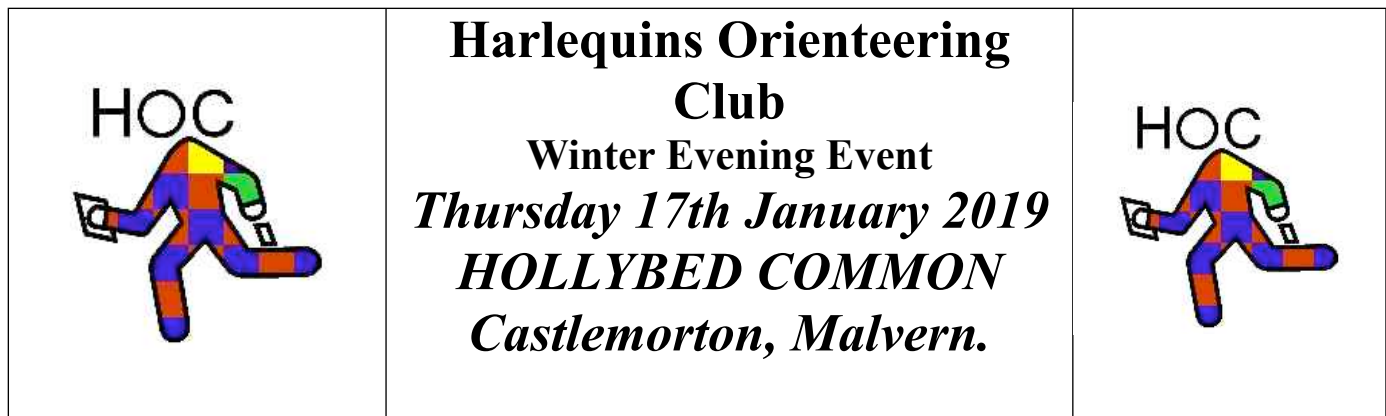 HOC
Harlequins Orienteering
Club
Winter Evening Event
Thursday 17th January 2019
HOLLYBED COMMON
Castlemorton, Malvern.
HOC